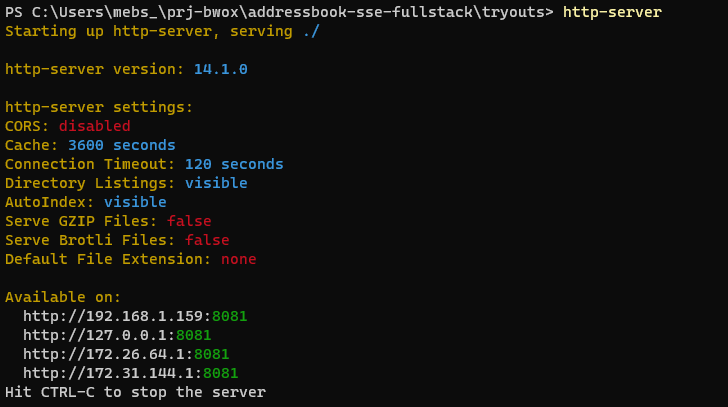 PS C:\Users\mebs_\prj-bwox\addressbook-sse-fullstack\tryouts> http-server
Starting up http-server, serving ./
http-server version: 14.1.0
http-server settings:
CORS: disabled
Cache: 3600 seconds
Connection Timeout: 120 seconds
Directory Listings: visible
AutoIndex: visible
Serve GZIP Files: false
Serve Brotli Files: false
Default File Extension: none
Available on:
http://192.168.1.159:8081
http://127.0.0.1:8081
http://172.26.64.1:8081
http://172.31.144.1:8081
Hit CTRL-C to stop the server